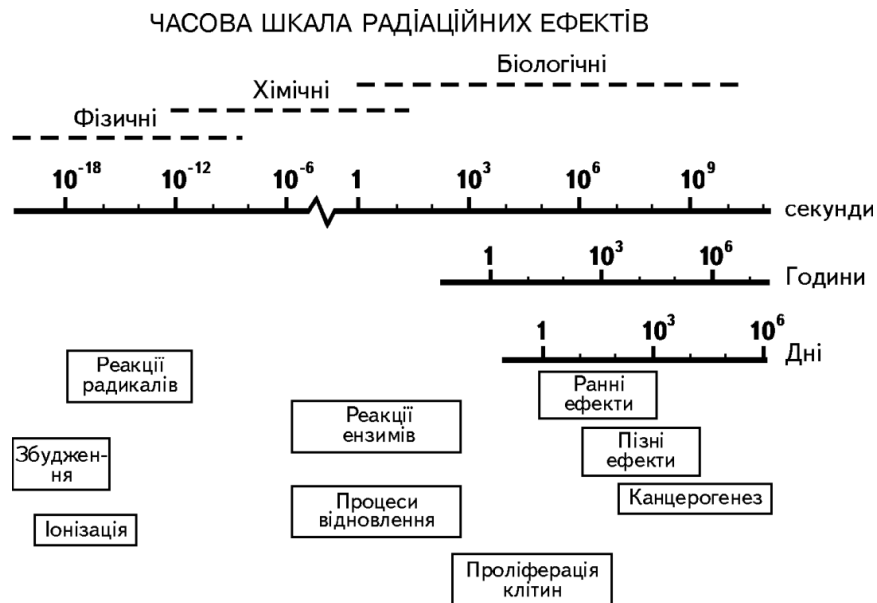 ЧАСОВА ШКАЛА РАДІАЦІЙНИХ ЕФЕКТІВ
Біологічні
Хімічні
Фізичні
10⁻¹⁸ 10⁻¹² 10⁻⁶ 1 10³ 10⁶ 10⁹
секунди
1 10³ 10⁶
Години
1 10³ 10⁶
Дні
Реакції
радикалів
Збуджен-
ня
Іонізація
Реакції
ензимів
Процеси
відновлення
Проліферація
клітин
Ранні
ефекти
Пізні
ефекти
Канцерогенез